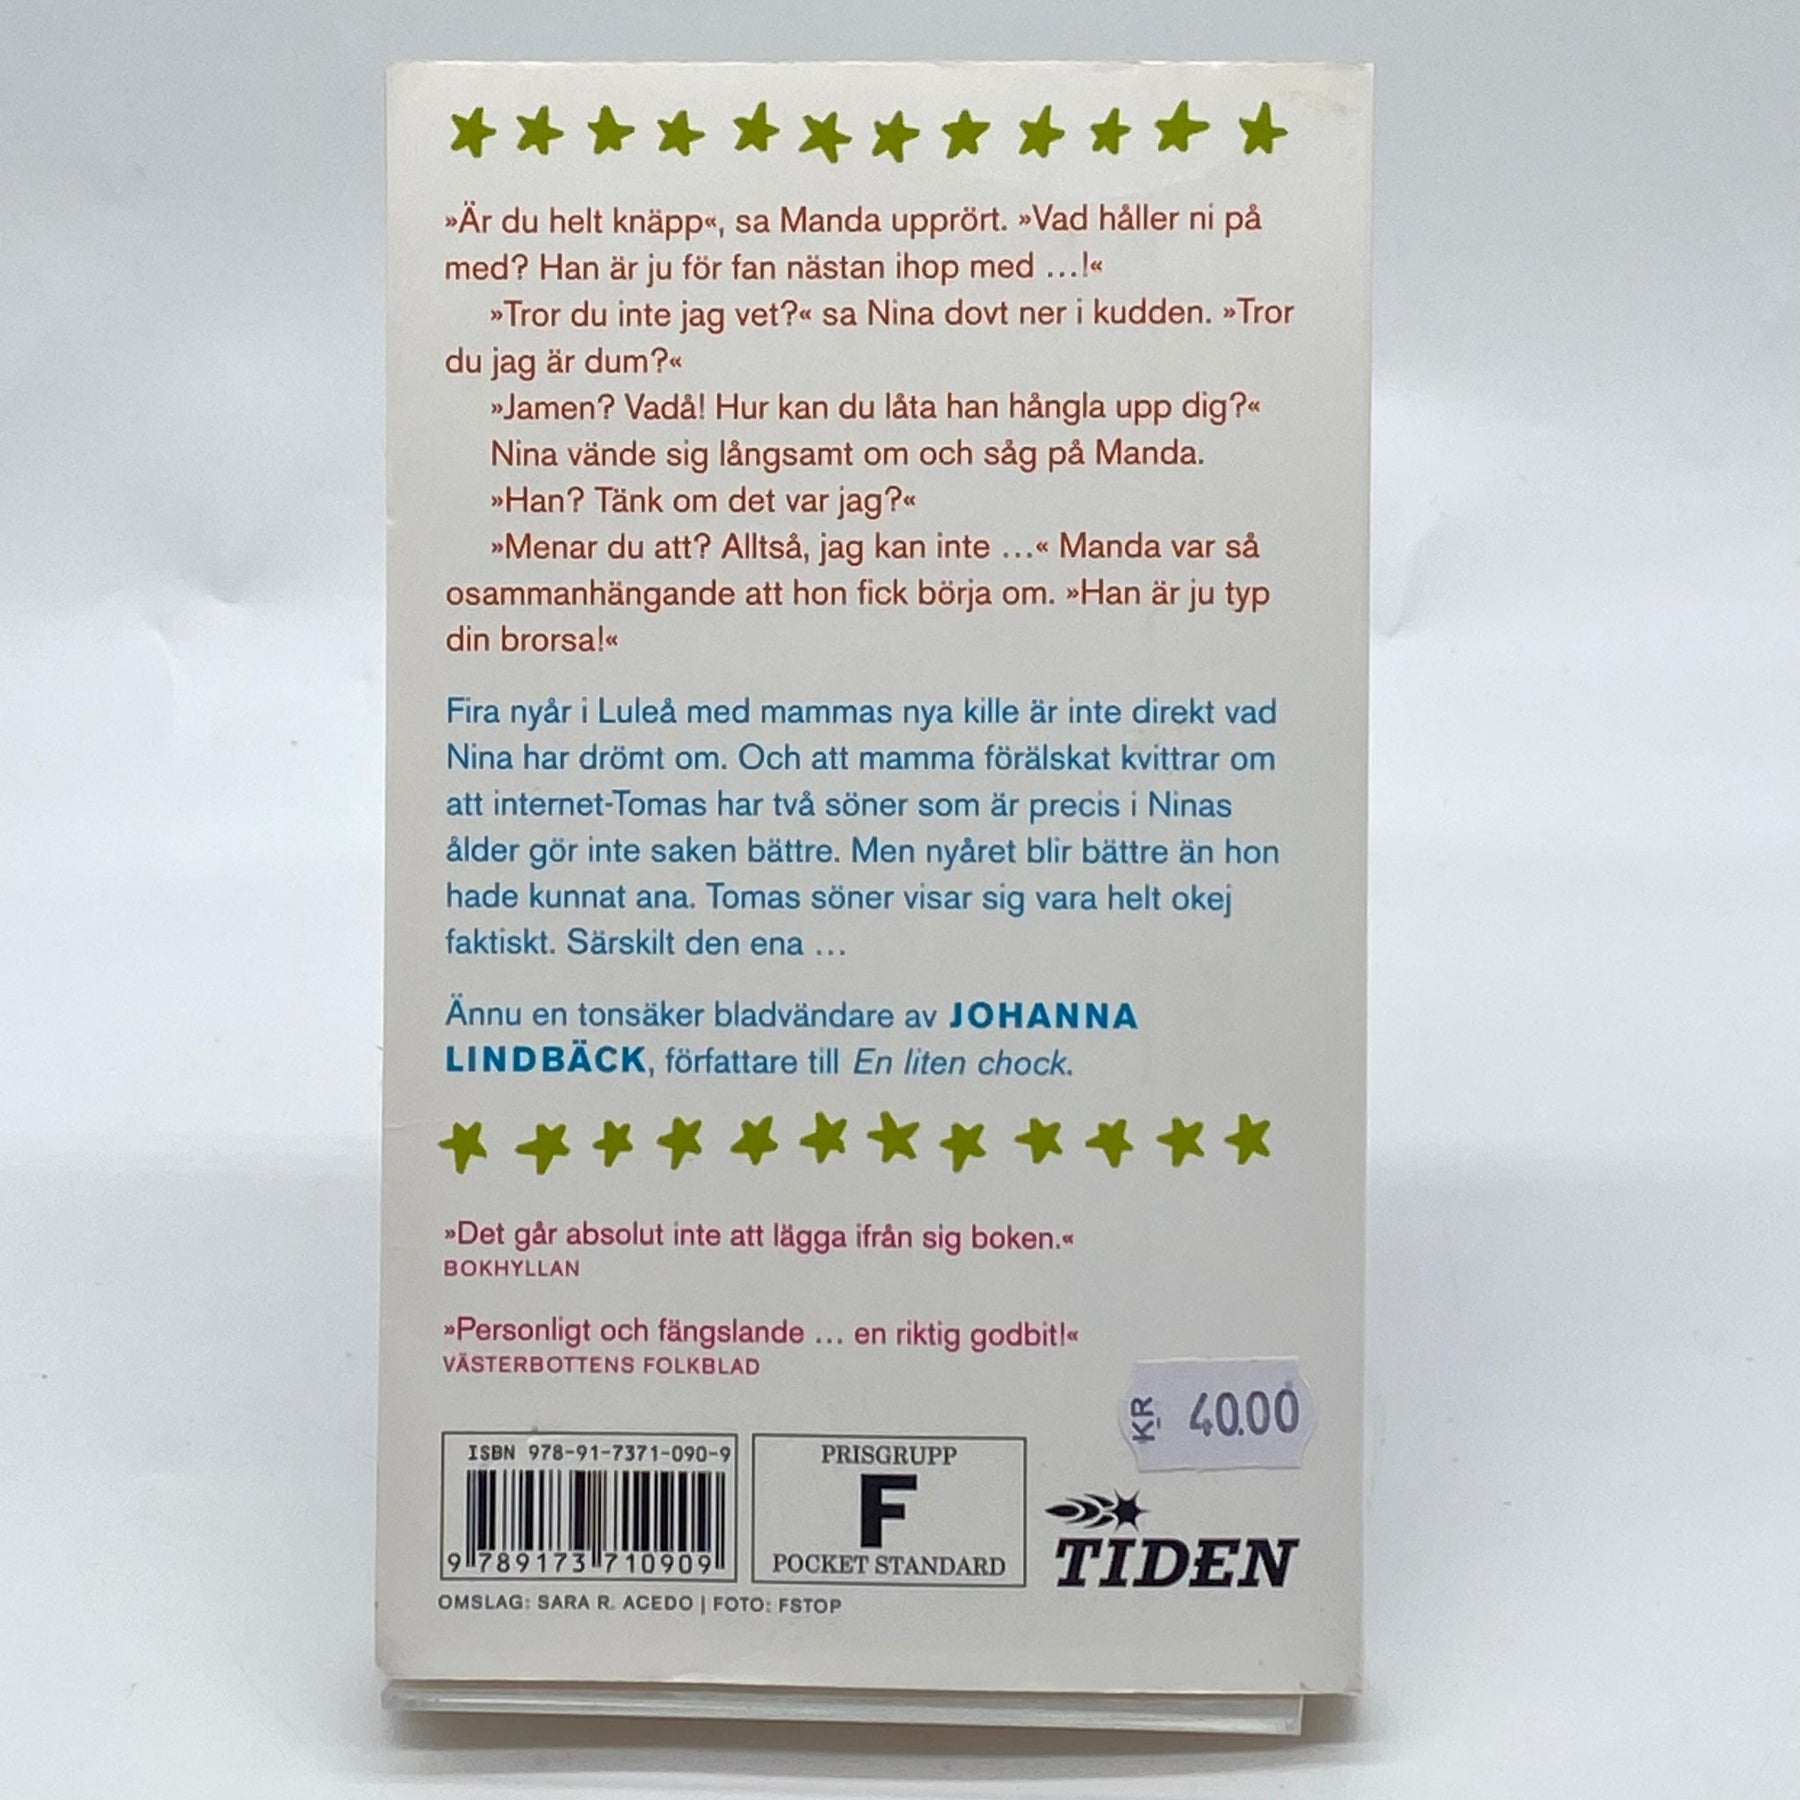 »Är du helt knäpp«, sa Manda upprört. »Vad håller ni på
med? Han är ju för fan nästan ihop med ...!«
»Tror du inte jag vet?« sa Nina dovt ner i kudden. »Tror
du jag är dum?«
»Jamen? Vadå! Hur kan du låta han hångla upp dig?«
Nina vände sig långsamt om och såg på Manda.
»Han? Tänk om det var jag?«
»Menar du att? Alltså, jag kan inte ...« Manda var så
osammanhängande att hon fick börja om. »Han är ju typ
din brorsa!«
Fira nyår i Luleå med mammas nya kille är inte direkt vad
Nina har drömt om. Och att mamma förälskat kvittrar om
att internet-Tomas har två söner som är precis i Ninas
ålder gör inte saken bättre. Men nyåret blir bättre än hon
hade kunnat ana. Tomas söner visar sig vara helt okej
faktiskt. Särskilt den ena ...
Ännu en tonsäker bladvändare av JOHANNA
LINDBÄCK, författare till En liten chock.
»Det går absolut inte att lägga ifrån sig boken.«
BOKHYLLAN
»Personligt och fängslande ... en riktig godbit!«
VÄSTERBOTTENS FOLKBLAD
KR 40.00
ISBN 978-91-7371-090-9
9 789173 710909
PRISGRUPP
F
POCKET STANDARD
TIDEN
OMSLAG: SARA R. ACEDO | FOTO: FSTOP